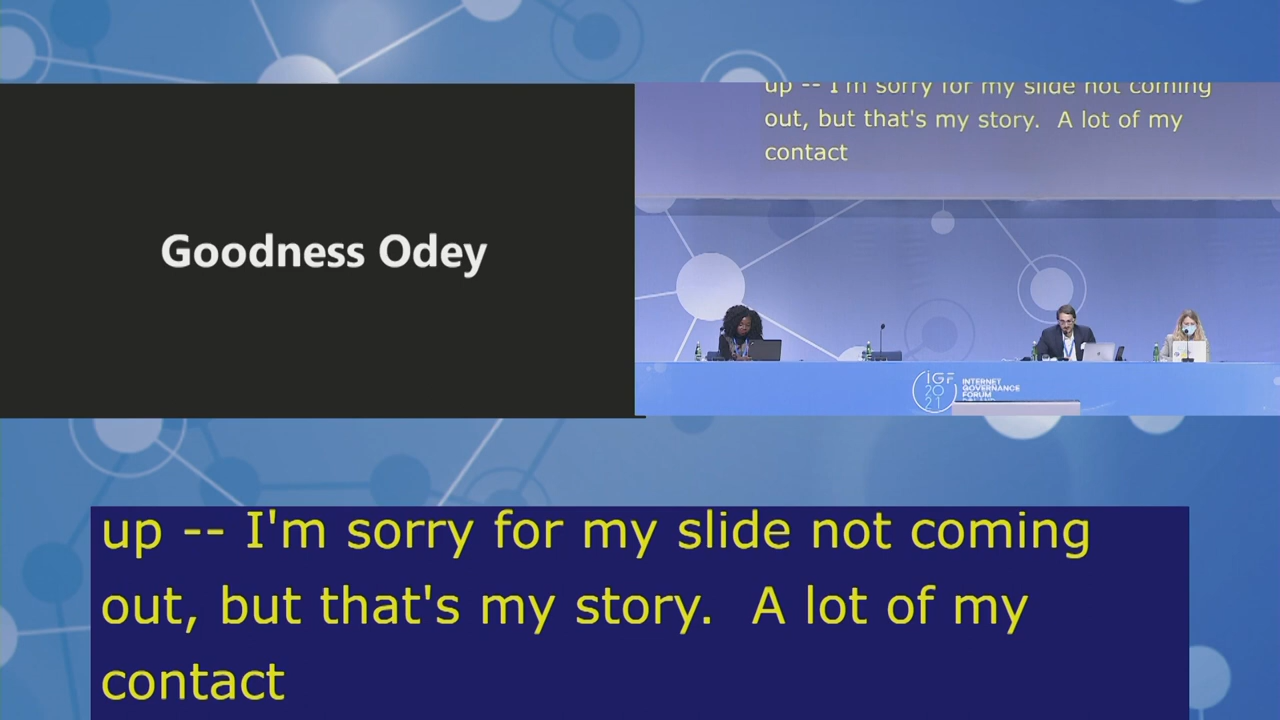 Goodness Odey
up -- I'm sorry for my slide not coming
out, but that's my story.  A lot of my
contact
IGF
20
21
INTERNET
GOVERNANCE
FORUM
up -- I'm sorry for my slide not coming
out, but that's my story.  A lot of my
contact